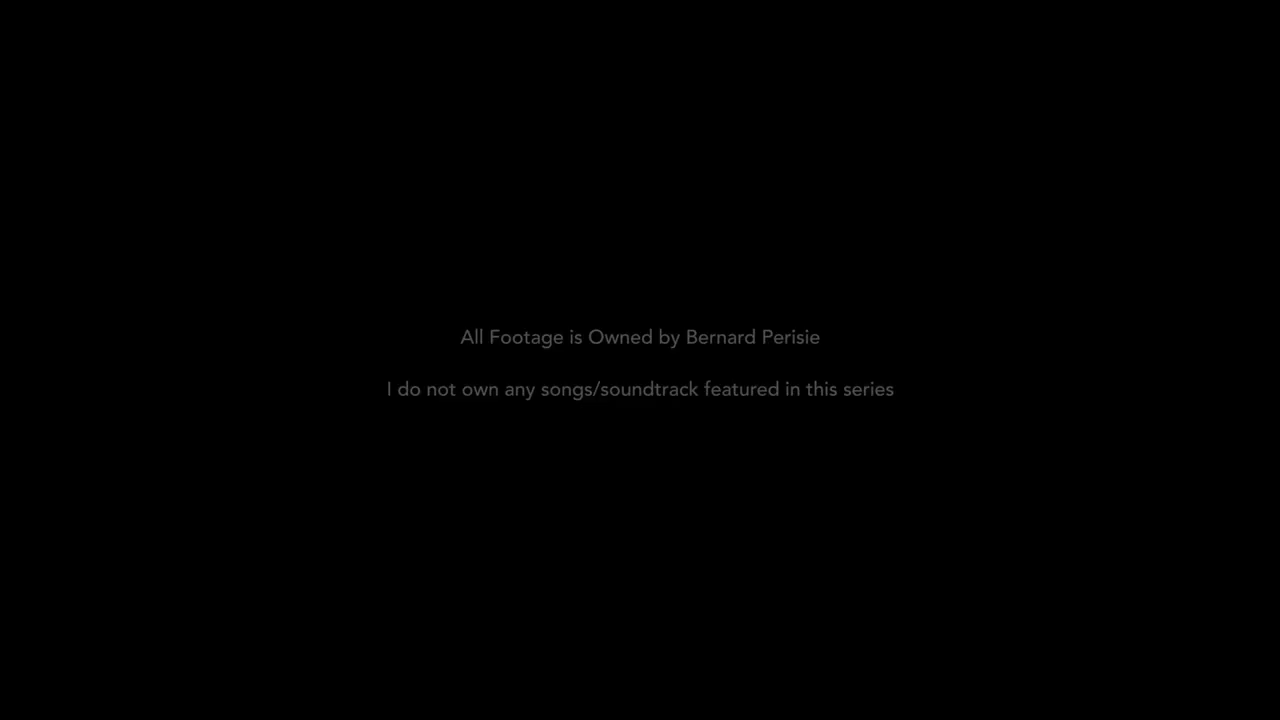 All Footage is Owned by Bernard Perisie
I do not own any songs/soundtrack featured in this series